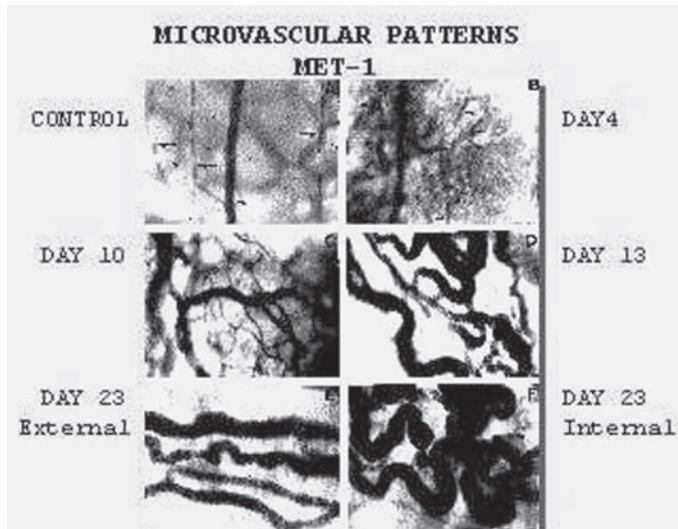 MICROVASCULAR PATTERNS
MET-1
CONTROL
A
B
DAY4
DAY 10
C
D
DAY 13
DAY 23
External
E
F
DAY 23
Internal